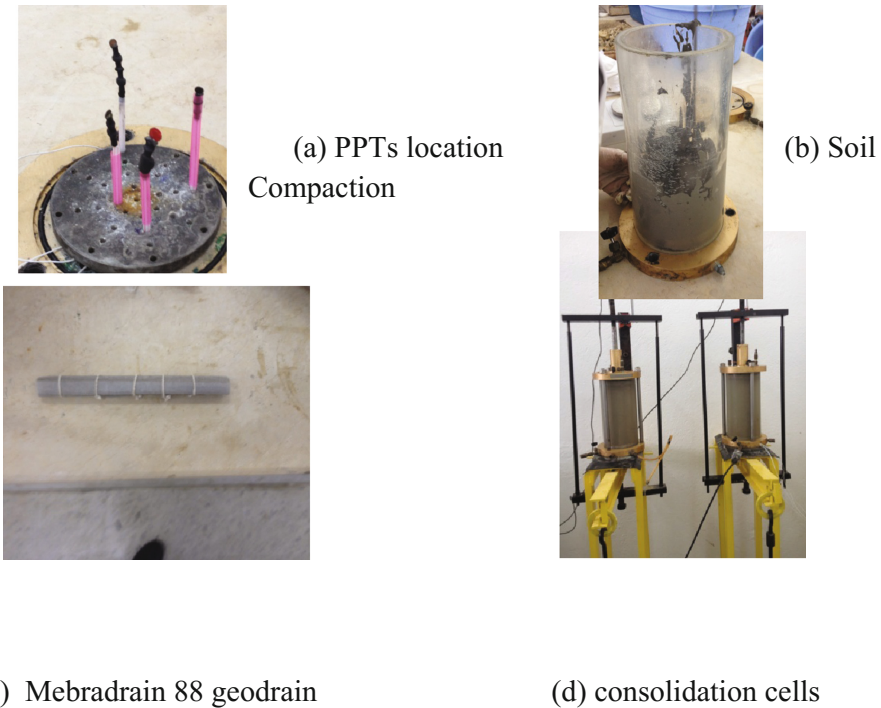 (a) PPTs location (b) Soil
Compaction
) Mebradrain 88 geodrain (d) consolidation cells